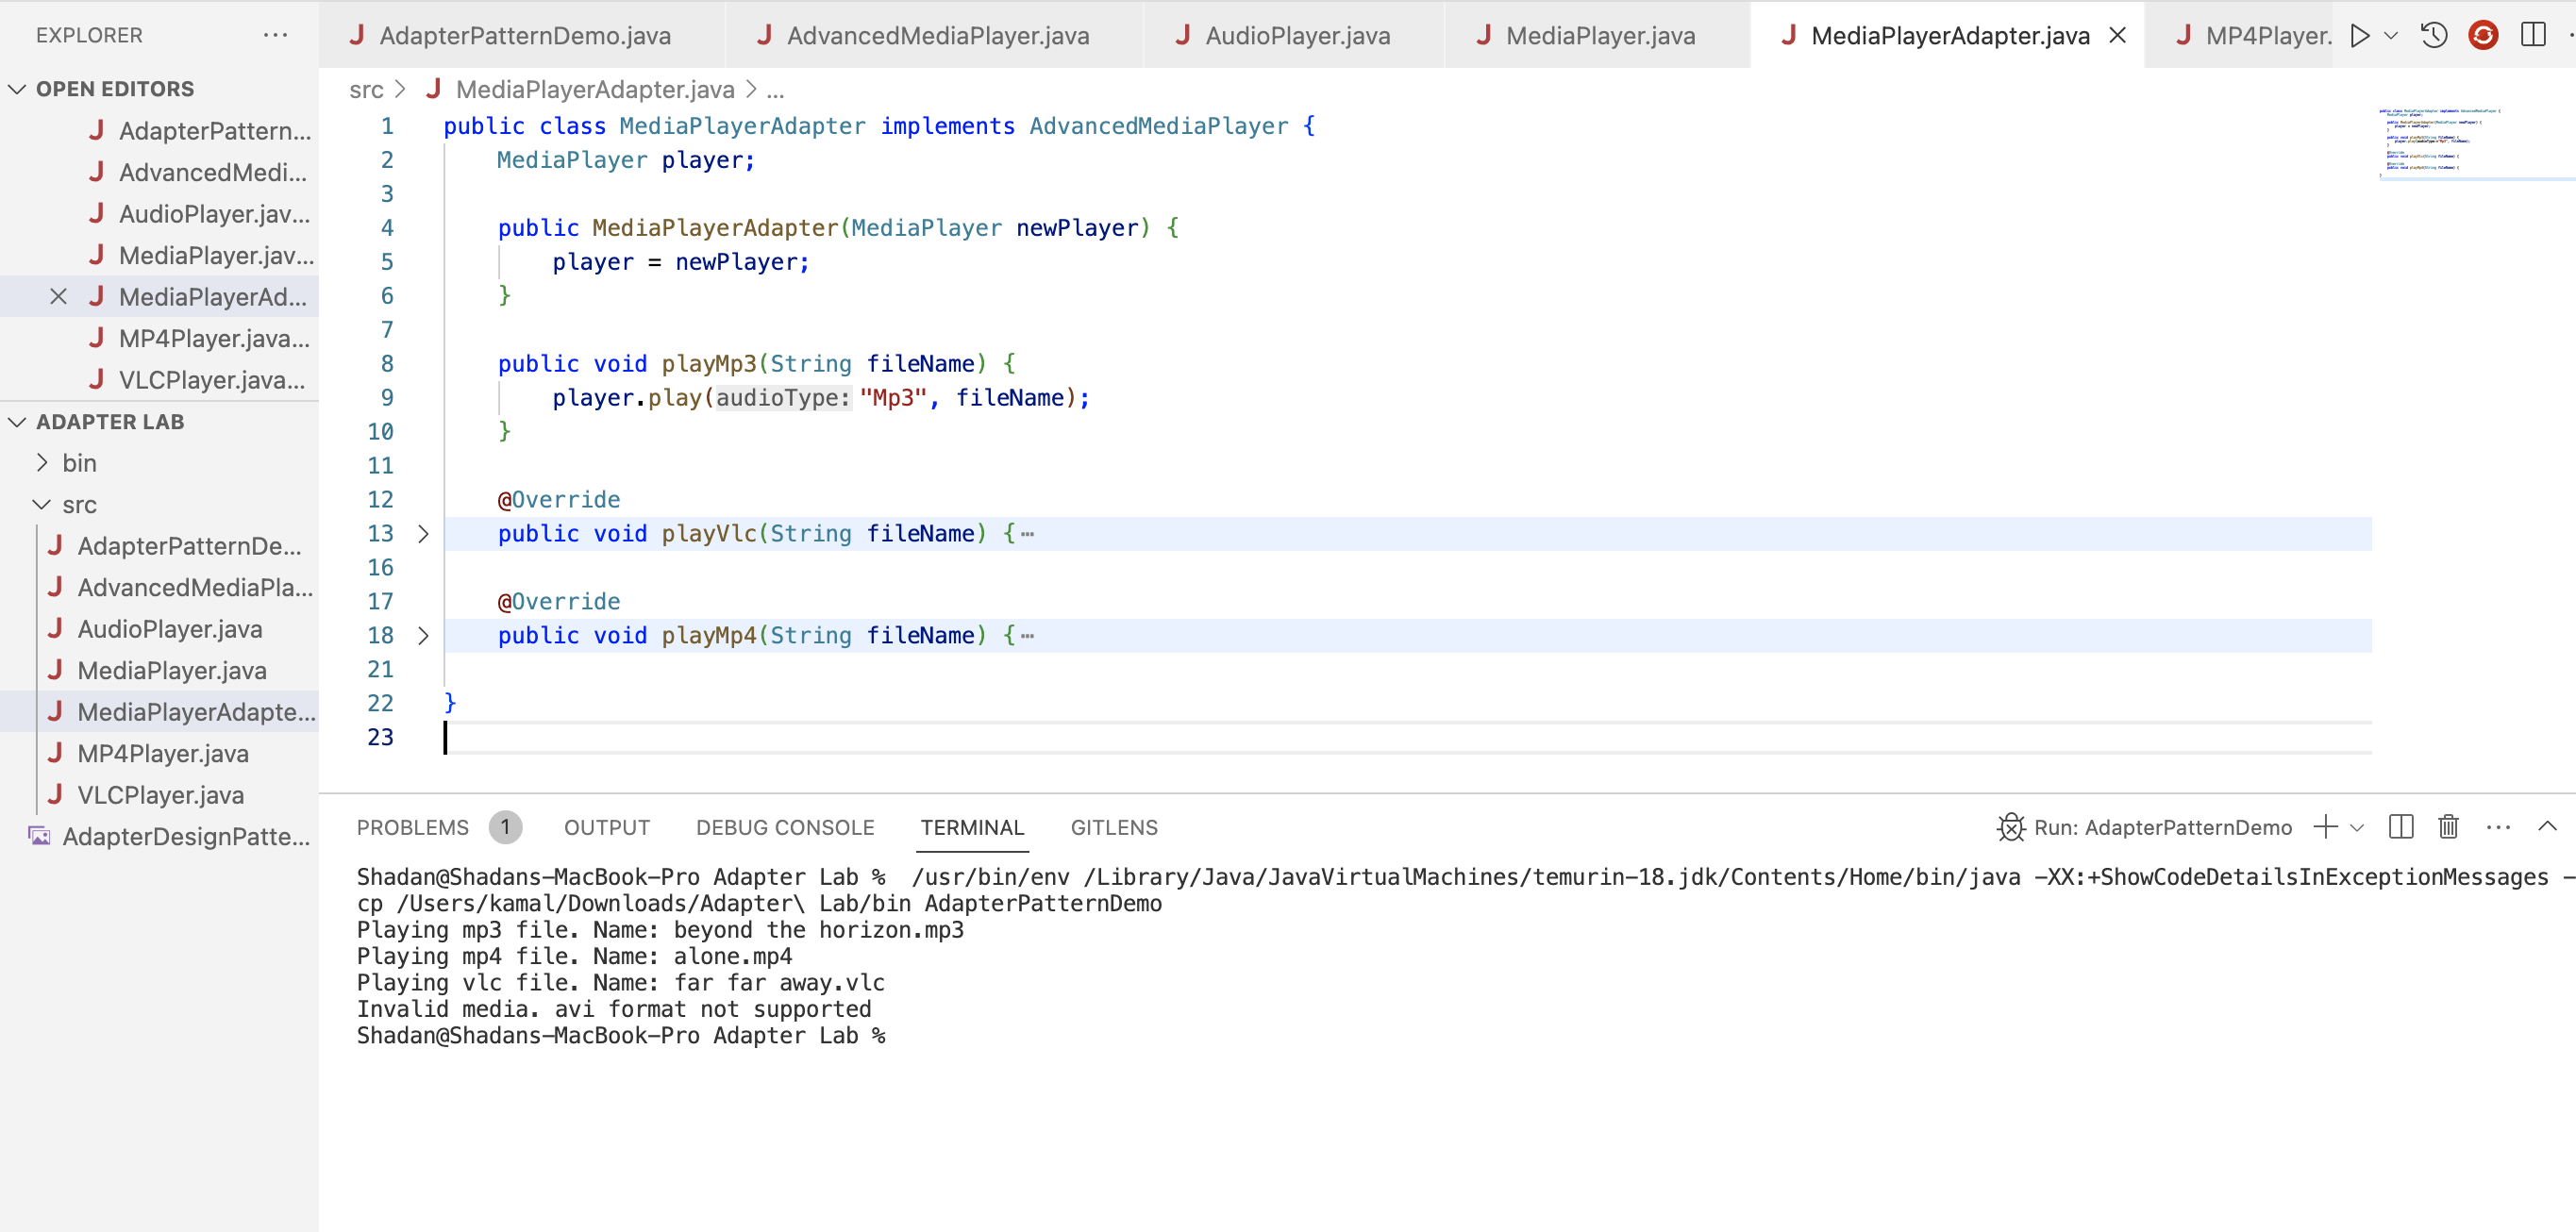 EXPLORER ...
OPEN EDITORS
AdapterPattern...
AdvancedMedi...
AudioPlayer.jav...
MediaPlayer.jav...
MediaPlayerAd...
MP4Player.java...
VLCPlayer.java...
ADAPTER LAB
bin
src
AdapterPatternDe...
AdvancedMediaPla...
AudioPlayer.java
MediaPlayer.java
MediaPlayerAdapte...
MP4Player.java
VLCPlayer.java
AdapterDesignPatte...
AdapterPatternDemo.java AdvancedMediaPlayer.java AudioPlayer.java MediaPlayer.java MediaPlayerAdapter.java MP4Player.
src > MediaPlayerAdapter.java > ...
1 public class MediaPlayerAdapter implements AdvancedMediaPlayer {
2 MediaPlayer player;
3
4 public MediaPlayerAdapter(MediaPlayer newPlayer) {
5 player = newPlayer;
6 }
7
8 public void playMp3(String fileName) {
9 player.play(audioType: "Mp3", fileName);
10 }
11
12 @Override
13 public void playVlc(String fileName) {...
16
17 @Override
18 public void playMp4(String fileName) {...
21
22 }
23
PROBLEMS 1 OUTPUT DEBUG CONSOLE TERMINAL GITLENS Run: AdapterPatternDemo
Shadan@Shadans-MacBook-Pro Adapter Lab % /usr/bin/env /Library/Java/JavaVirtualMachines/temurin-18.jdk/Contents/Home/bin/java -XX:+ShowCodeDetailsInExceptionMessages -
cp /Users/kamal/Downloads/Adapter\ Lab/bin AdapterPatternDemo
Playing mp3 file. Name: beyond the horizon.mp3
Playing mp4 file. Name: alone.mp4
Playing vlc file. Name: far far away.vlc
Invalid media. avi format not supported
Shadan@Shadans-MacBook-Pro Adapter Lab %